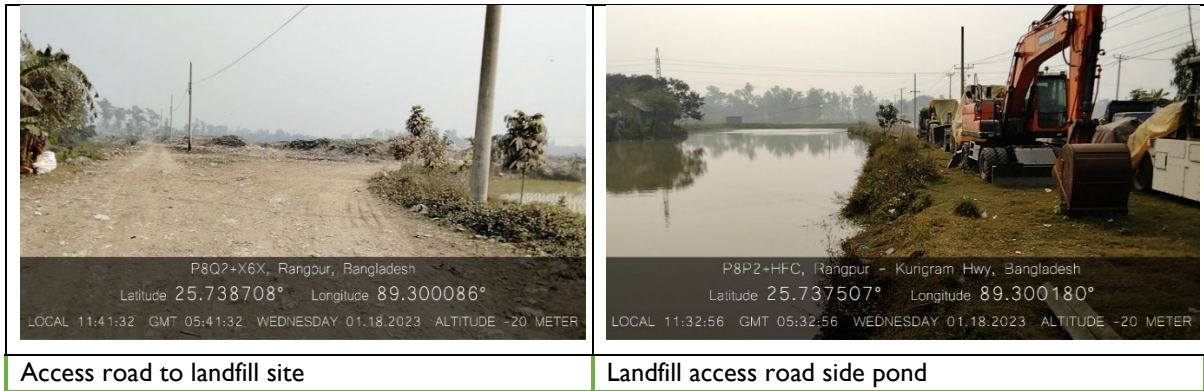 P8Q2+X6X, Rangpur, Bangladesh
Latitude 25.738708° Longitude 89.300086°
LOCAL 11:41:32 GMT 05:41:32 WEDNESDAY 01.18.2023 ALTITUDE -20 METER
Access road to landfill site
P8P2+HFC, Rangpur - Kurigram Hwy, Bangladesh
Latitude 25.737507° Longitude 89.300180°
LOCAL 11:32:56 GMT 05:32:56 WEDNESDAY 01.18.2023 ALTITUDE -20 METER
Landfill access road side pond